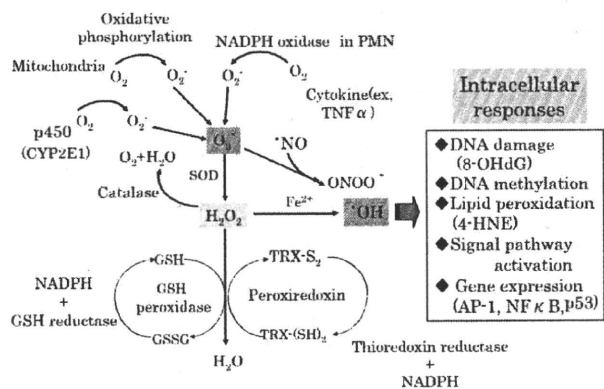 Oxidative
phosphorylation
NADPH oxidase in PMN
Mitochondria O₂ O₂⁻ O₂⁻ O₂
Cytokine(ex,
TNFα)
p450 O₂ O₂⁻
(CYP2E1)
O₂⁻
•NO
O₂+H₂O
SOD
ONOO⁻
Catalase
Fe²⁺
H₂O₂
•OH
GSH
TRX-S₂
NADPH
+
GSH reductase
GSH
peroxidase
Peroxiredoxin
GSSG
TRX-(SH)₂
H₂O
Thioredoxin reductase
+
NADPH
Intracellular
responses
◆DNA damage
(8-OHdG)
◆DNA methylation
◆Lipid peroxidation
(4-HNE)
◆Signal pathway
activation
◆Gene expression
(AP-1, NFκB,p53)